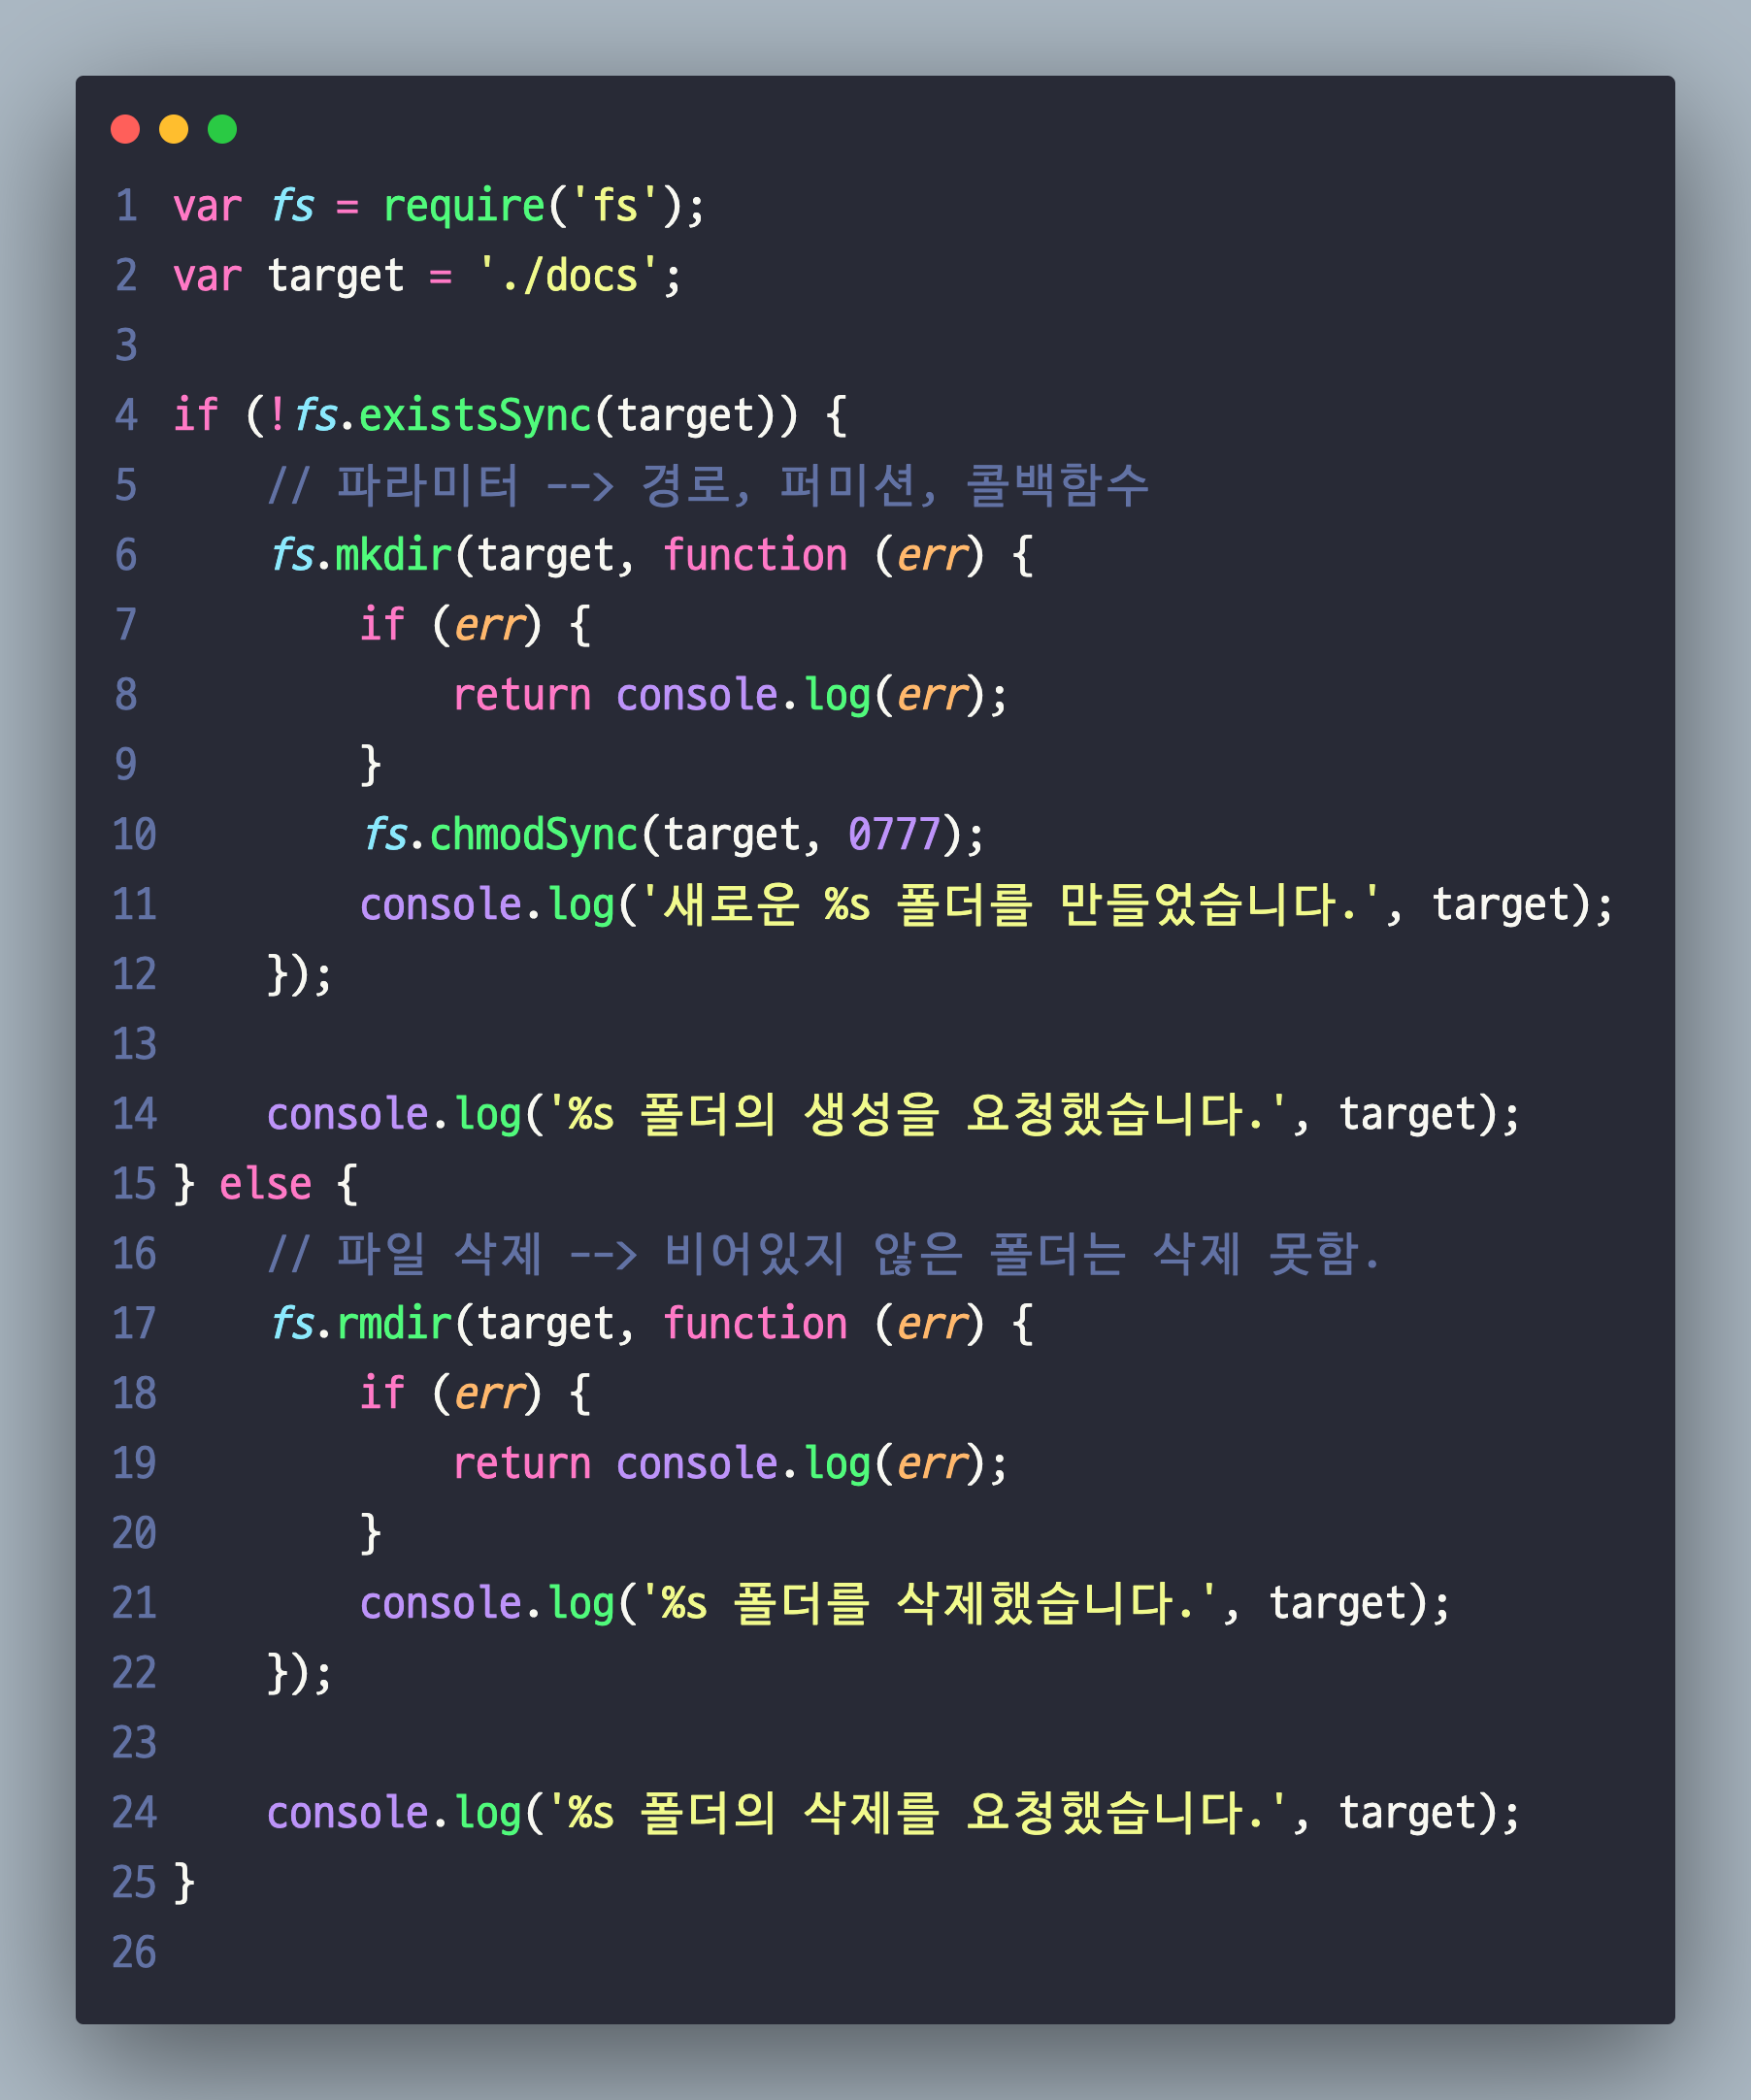 1 var fs = require('fs');
2 var target = './docs';
3
4 if (!fs.existsSync(target)) {
5     // 파라미터 --> 경로, 퍼미션, 콜백함수
6     fs.mkdir(target, function (err) {
7         if (err) {
8             return console.log(err);
9         }
10         fs.chmodSync(target, 0777);
11         console.log('새로운 %s 폴더를 만들었습니다.', target);
12     });
13
14     console.log('%s 폴더의 생성을 요청했습니다.', target);
15 } else {
16     // 파일 삭제 --> 비어있지 않은 폴더는 삭제 못함.
17     fs.rmdir(target, function (err) {
18         if (err) {
19             return console.log(err);
20         }
21         console.log('%s 폴더를 삭제했습니다.', target);
22     });
23
24     console.log('%s 폴더의 삭제를 요청했습니다.', target);
25 }
26